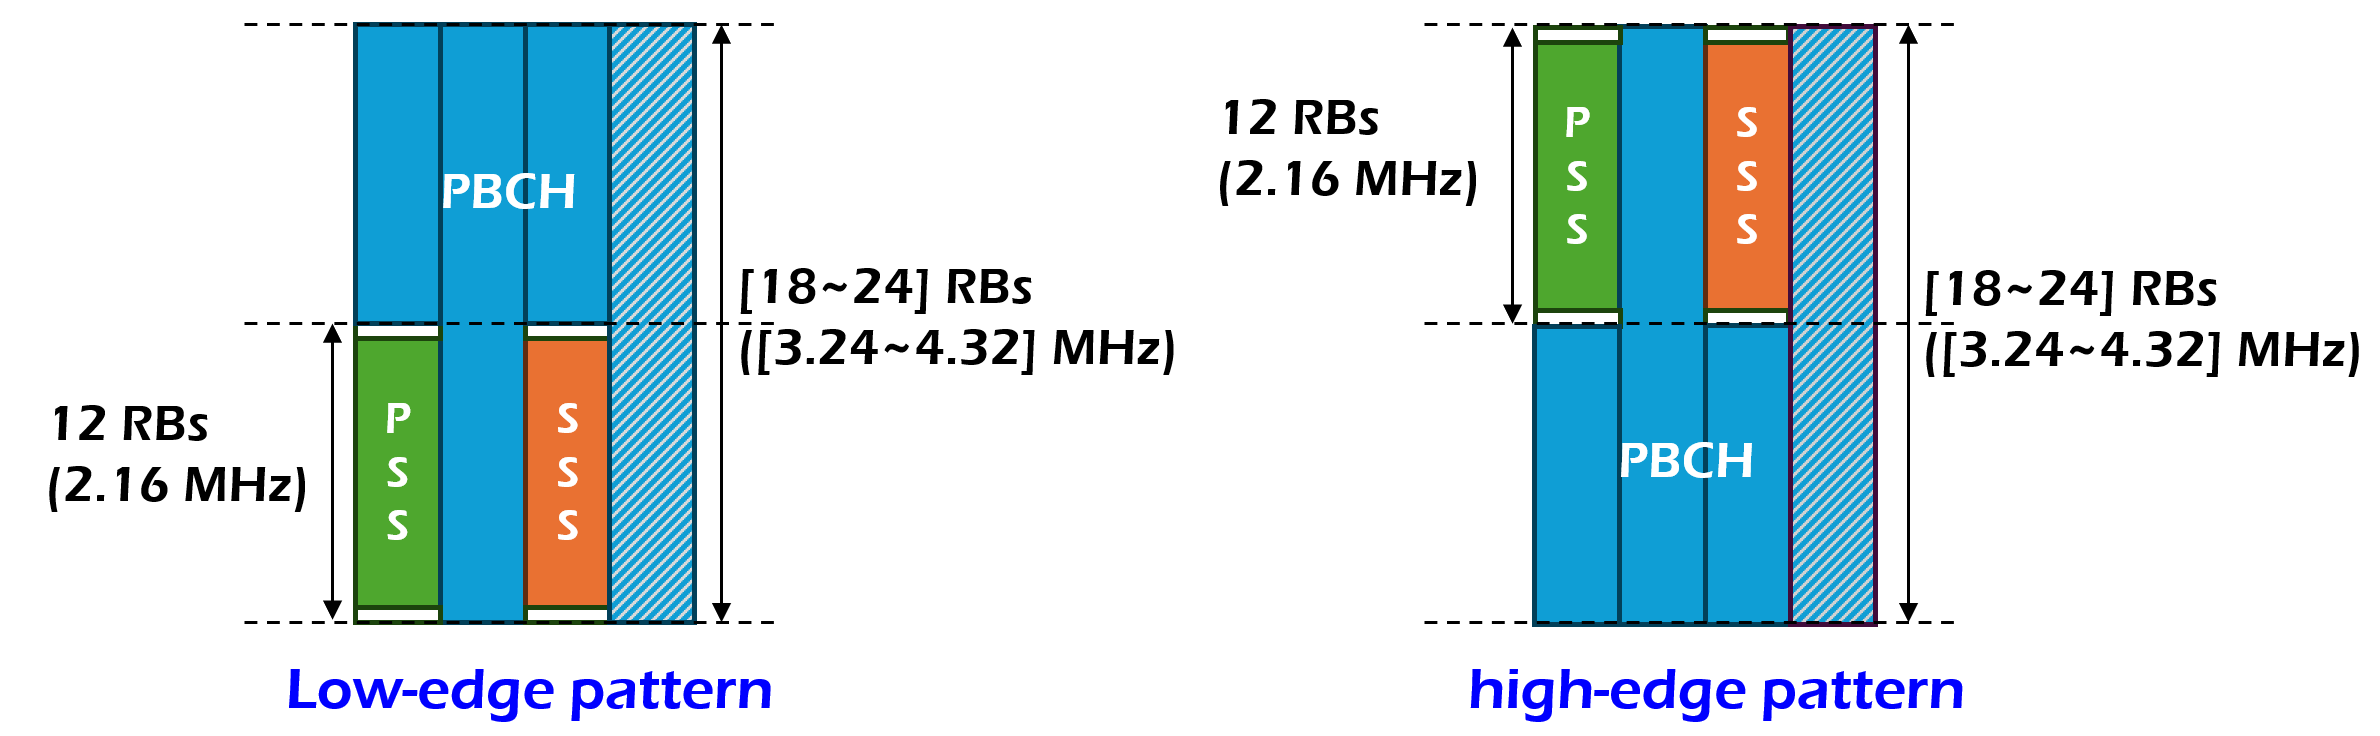 PBCH
[18~24] RBs
([3.24~4.32] MHz)
12 RBs
(2.16 MHz)
P
S
S
S
S
S
Low-edge pattern
12 RBs
(2.16 MHz)
P
S
S
S
S
S
[18~24] RBs
([3.24~4.32] MHz)
PBCH
high-edge pattern